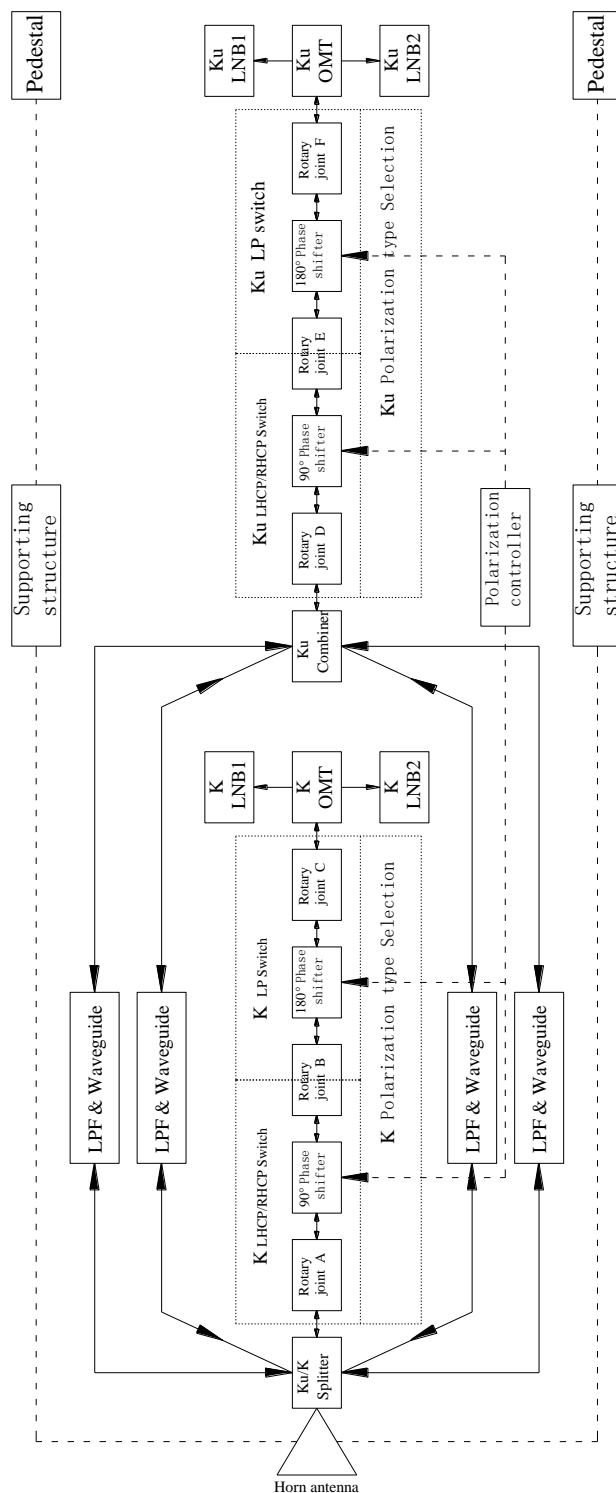 Pedestal
Supporting
structure
Ku
LNB1
Ku
OMT
Ku
LNB2
Rotary
joint F
180° Phase
shifter
Rotary
joint E
90° Phase
shifter
Rotary
joint D
Ku LP switch
Ku LHCP/RHCP Switch
Ku Polarization type Selection
Ku
Combiner
Polarization
controller
K
LNB1
K
OMT
K
LNB2
Rotary
joint C
180° Phase
shifter
Rotary
joint B
90° Phase
shifter
Rotary
joint A
K LP Switch
K LHCP/RHCP Switch
K Polarization type Selection
LPF & Waveguide
LPF & Waveguide
LPF & Waveguide
LPF & Waveguide
Ku/K
Splitter
Horn antenna
Supporting
structure
Pedestal